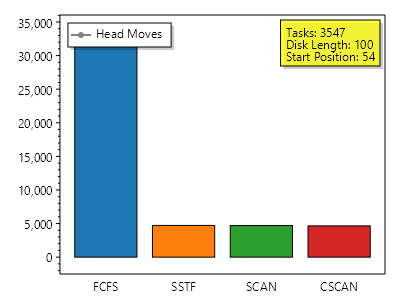 35,000
30,000
25,000
20,000
15,000
10,000
5,000
0
Head Moves
Tasks: 3547
Disk Length: 100
Start Position: 54
FCFS SSTF SCAN CSCAN